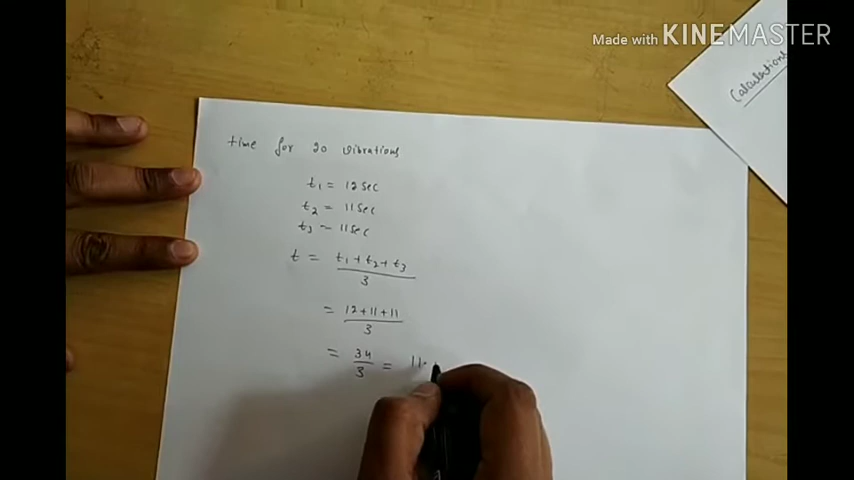 Made with KINEMASTER
Calculations
time for 20 vibrations
t₁ = 12 sec
t₂ = 11 sec
t₃ = 11 sec
t = t₁ + t₂ + t₃ / 3
= 12 + 11 + 11 / 3
= 34 / 3 = 11.